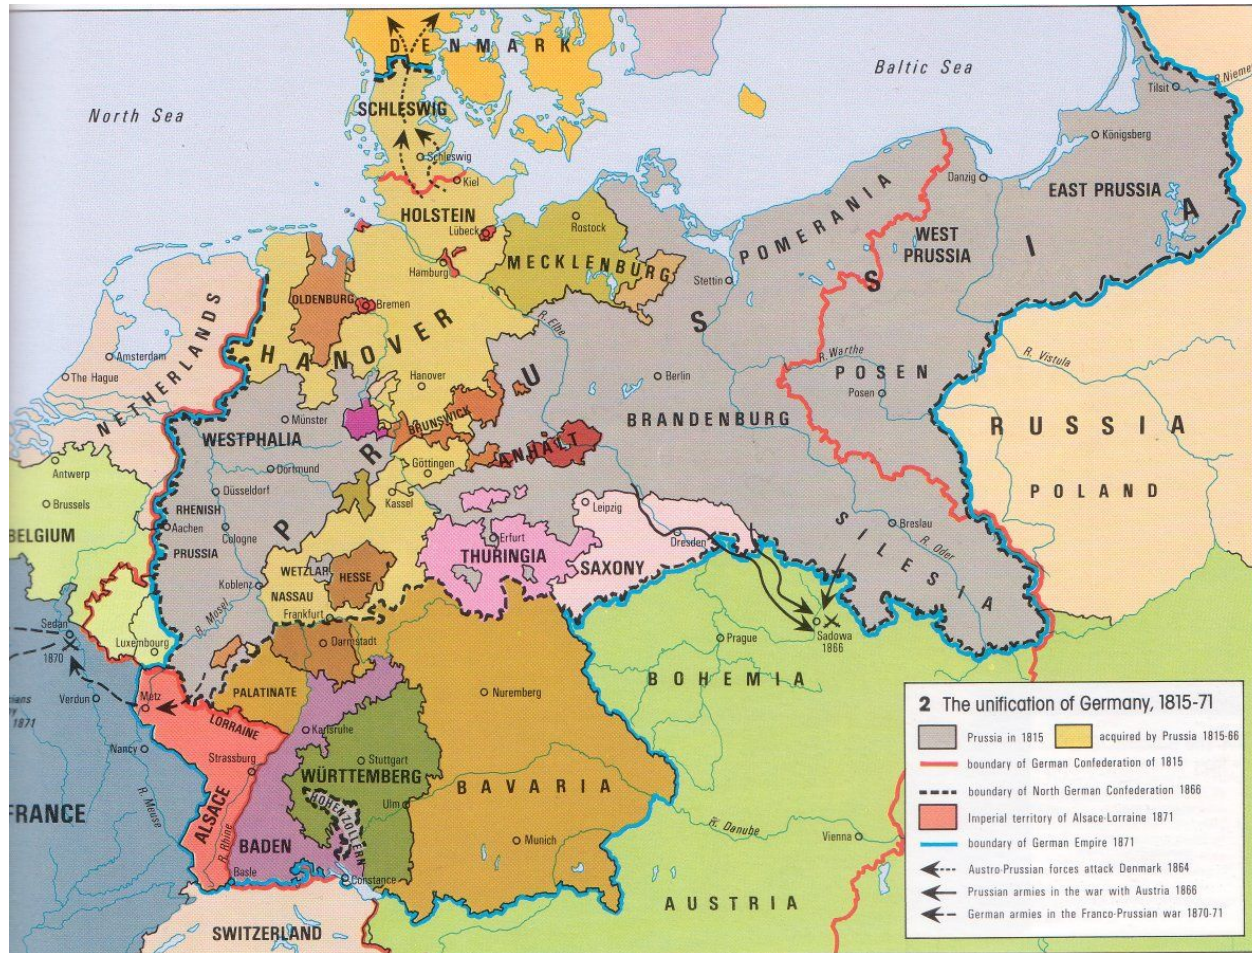 DENMARK
North Sea
Baltic Sea
R. Niemen
Tilsit
SCHLESWIG
Schleswig
Königsberg
Kiel
Danzig
EAST PRUSSIA
HOLSTEIN
Lübeck
Rostock
POMERANIA
WEST
PRUSSIA
MECKLENBURG
Hamburg
Stettin
OLDENBURG
Bremen
R. Elbe
HANOVER
PRUSSIA
NETHERLANDS
Amsterdam
The Hague
Hanover
Berlin
R. Warthe
POSEN
Posen
R. Vistula
Münster
BRUNSWICK
BRANDENBURG
RUSSIA
WESTPHALIA
ANHALT
Antwerp
Dortmund
Göttingen
POLAND
Brussels
Düsseldorf
Kassel
Leipzig
RHENISH
PRUSSIA
BELGIUM
Aachen
Cologne
Erfurt
Dresden
Breslau
R. Oder
SILESIA
THURINGIA
SAXONY
WETZLAR
HESSE
Koblenz
NASSAU
Frankfurt
R. Mosel
Sedan
1870
Luxembourg
Darmstadt
Prague
Sadowa
1866
BOHEMIA
Verdun
Metz
PALATINATE
Nuremberg
LORRAINE
Karlsruhe
Nancy
Strassburg
Stuttgart
WÜRTTEMBERG
FRANCE
R. Meuse
ALSACE
R. Rhine
Ulm
BAVARIA
HOHENZOLLERN
BADEN
Munich
R. Danube
Vienna
Basle
Constance
AUSTRIA
SWITZERLAND
1871
2 The unification of Germany, 1815-71
Prussia in 1815
acquired by Prussia 1815-66
boundary of German Confederation of 1815
boundary of North German Confederation 1866
Imperial territory of Alsace-Lorraine 1871
boundary of German Empire 1871
Austro-Prussian forces attack Denmark 1864
Prussian armies in the war with Austria 1866
German armies in the Franco-Prussian war 1870-71